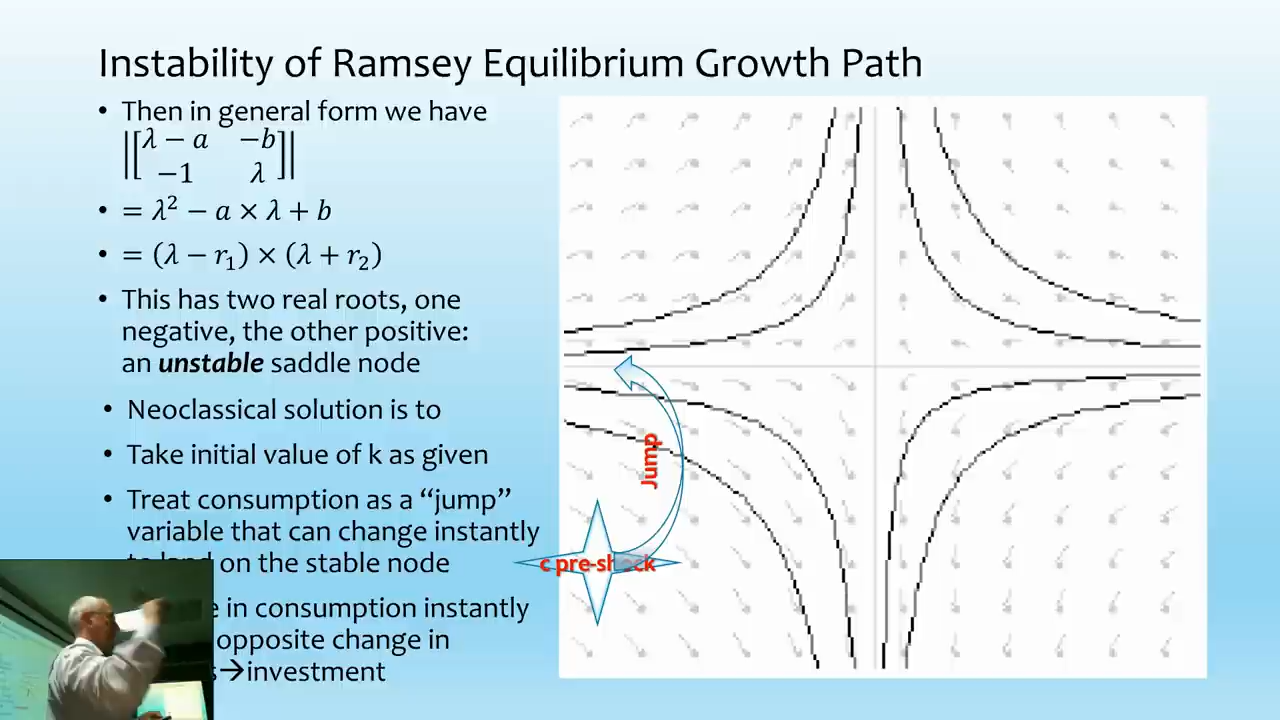 Instability of Ramsey Equilibrium Growth Path
• Then in general form we have
|[λ − a −b]|
|[−1 λ]|
• = λ² − a × λ + b
• = (λ − r₁) × (λ + r₂)
• This has two real roots, one
negative, the other positive:
an unstable saddle node
• Neoclassical solution is to
• Take initial value of k as given
• Treat consumption as a “jump”
variable that can change instantly
on the stable node
in consumption instantly
opposite change in
→investment
Jump
c pre-shock